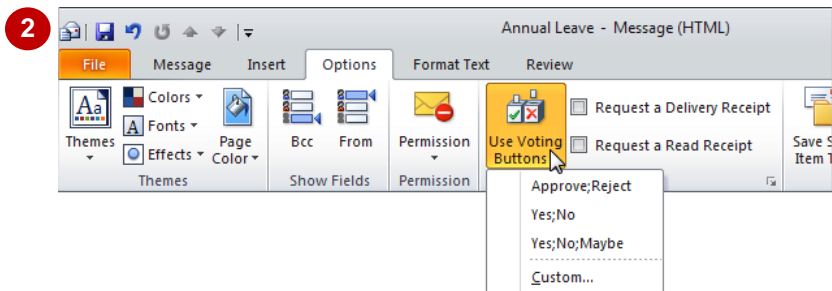 2
Annual Leave - Message (HTML)
File Message Insert Options Format Text Review
Aa Colors
A Fonts
Effects
Themes
Page
Color
Bcc From Permission
Use Voting
Buttons
Request a Delivery Receipt
Request a Read Receipt
Save S
Item T
Themes Show Fields Permission
Approve;Reject
Yes;No
Yes;No;Maybe
Custom...